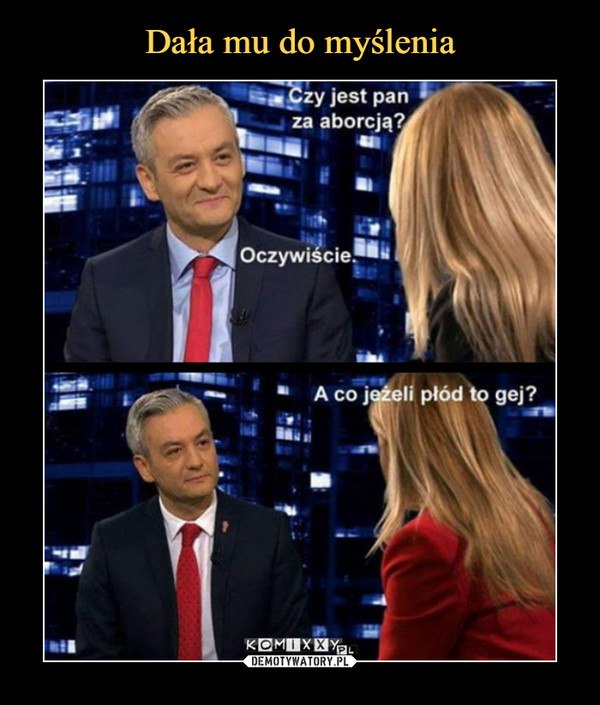 Dała mu do myślenia
Czy jest pan
za aborcją?
Oczywiście.
A co jeżeli płód to gej?
KOMIXXY.PL
DEMOTYWATORY.PL